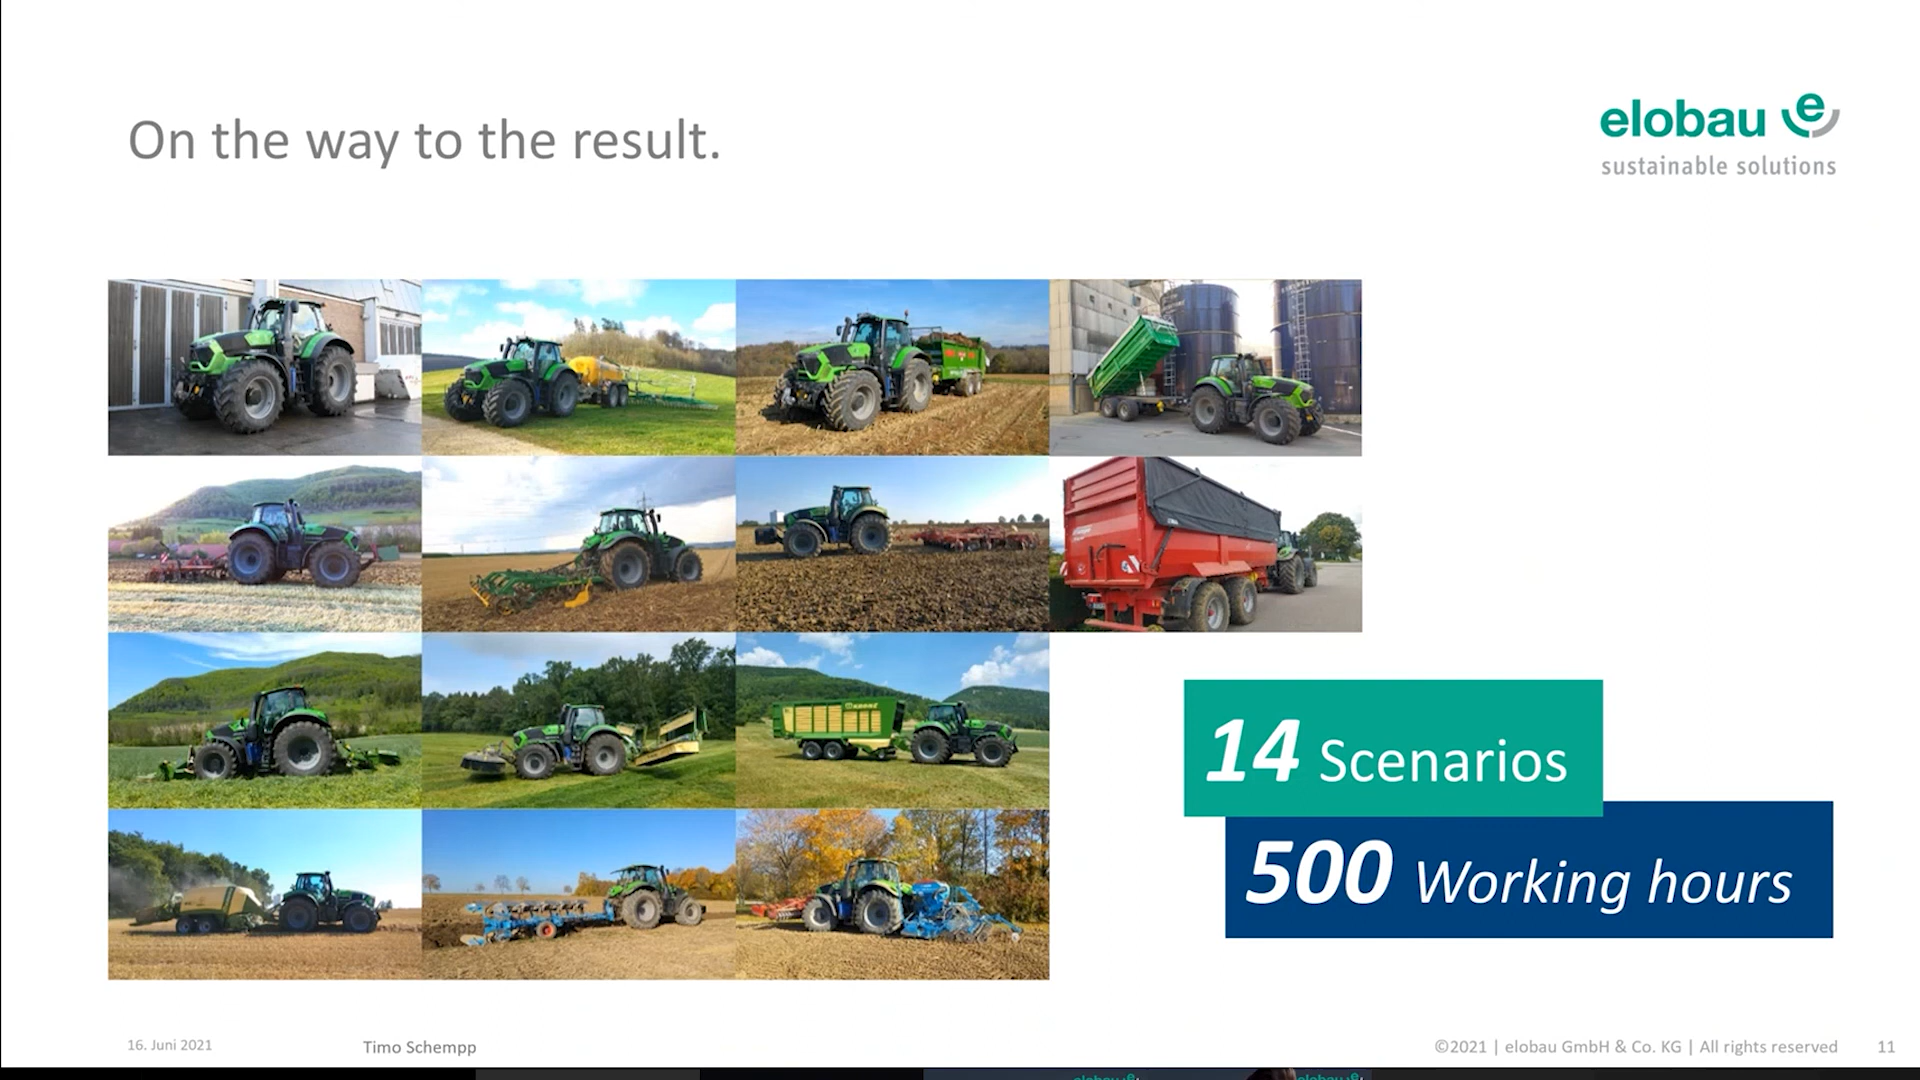 On the way to the result.
elobau e
sustainable solutions
KRONE
14 Scenarios
500 Working hours
16. Juni 2021
Timo Schempp
©2021 | elobau GmbH & Co. KG | All rights reserved
11